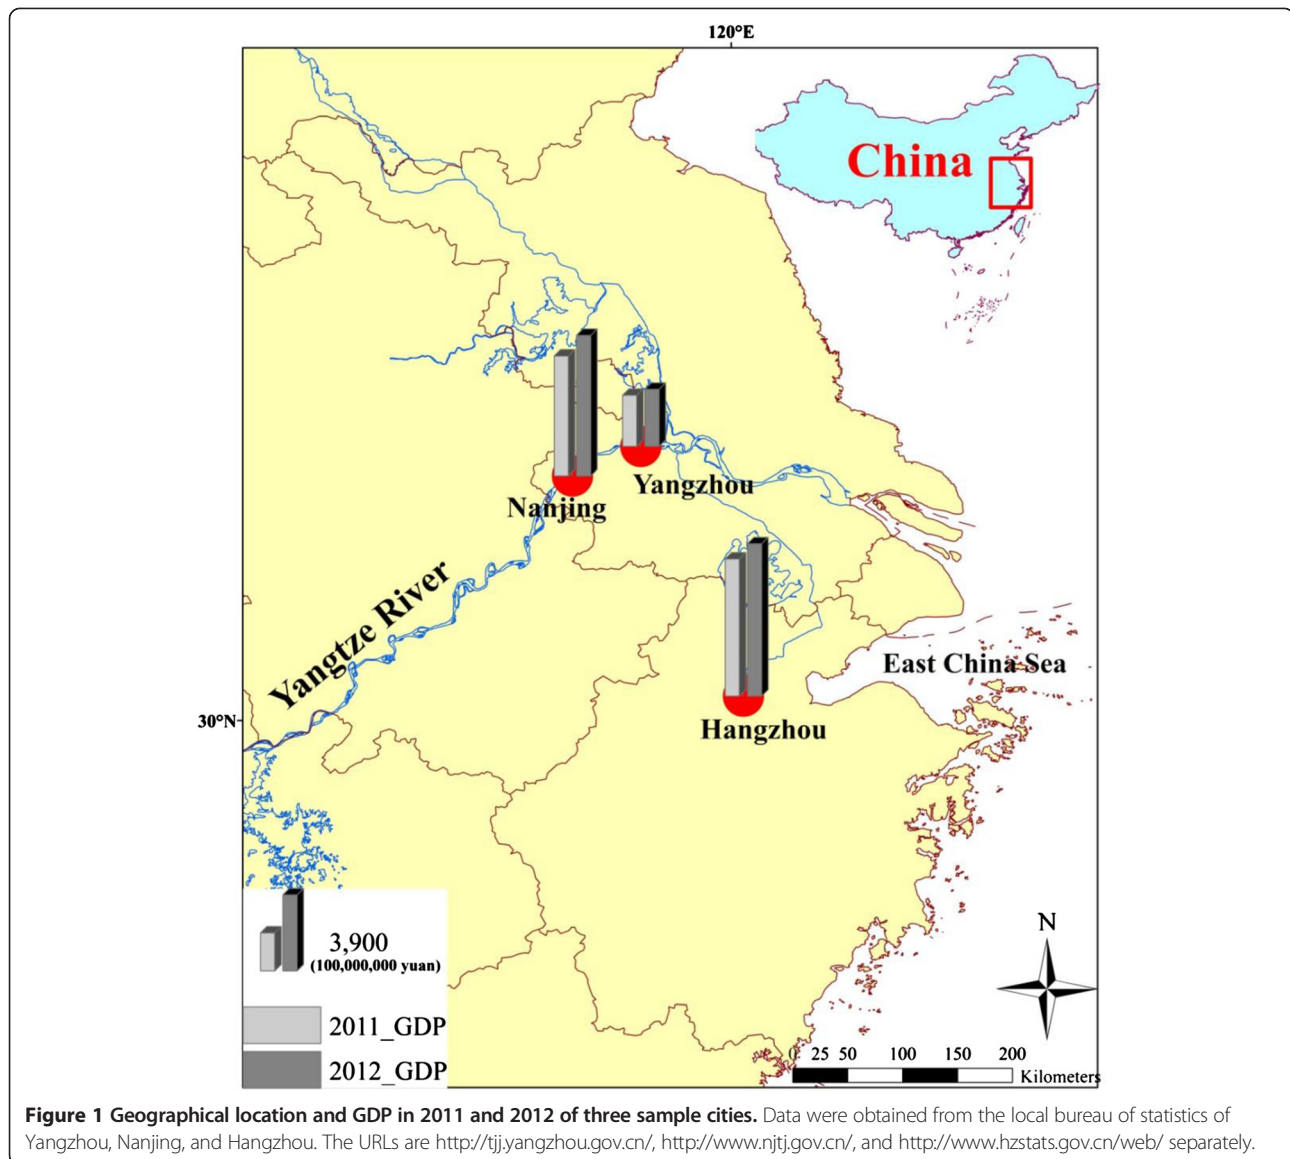 120°E
China
Yangzhou
Nanjing
Yangtze River
East China Sea
30°N
Hangzhou
3,900
(100,000,000 yuan)
N
2011_GDP
2012_GDP
0 25 50 100 150 200
Kilometers
Figure 1 Geographical location and GDP in 2011 and 2012 of three sample cities. Data were obtained from the local bureau of statistics of
Yangzhou, Nanjing, and Hangzhou. The URLs are http://tjj.yangzhou.gov.cn/, http://www.njtj.gov.cn/, and http://www.hzstats.gov.cn/web/ separately.